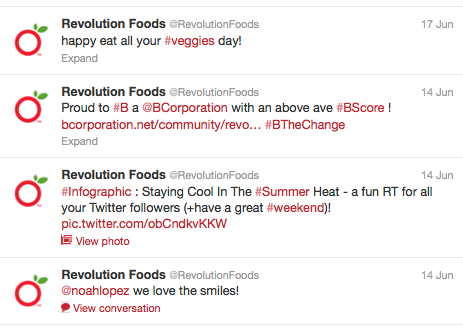 Revolution Foods @RevolutionFoods 17 Jun
happy eat all your #veggies day!
Expand
Revolution Foods @RevolutionFoods 14 Jun
Proud to #B a @BCorporation with an above ave #BScore !
bcorporation.net/community/revo… #BTheChange
Expand
Revolution Foods @RevolutionFoods 14 Jun
#Infographic : Staying Cool In The #Summer Heat - a fun RT for all
your Twitter followers (+have a great #weekend)!
pic.twitter.com/obCndkvKKW
View photo
Revolution Foods @RevolutionFoods 14 Jun
@noahlopez we love the smiles!
View conversation